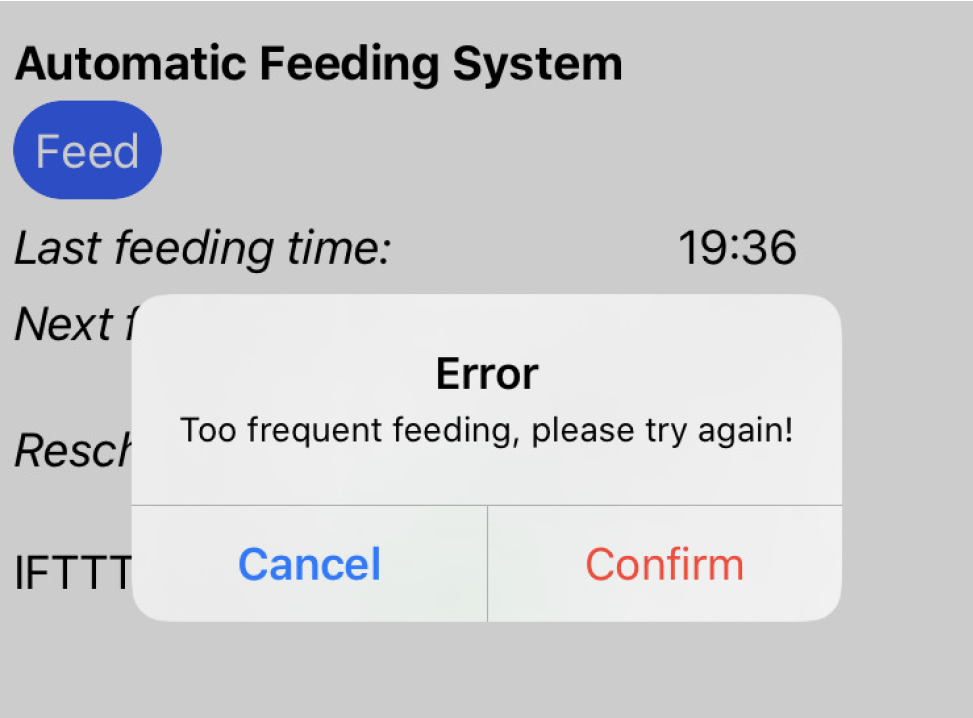 Automatic Feeding System
Feed
Last feeding time: 19:36
Next
Error
Too frequent feeding, please try again!
Cancel
Confirm
IFTTT